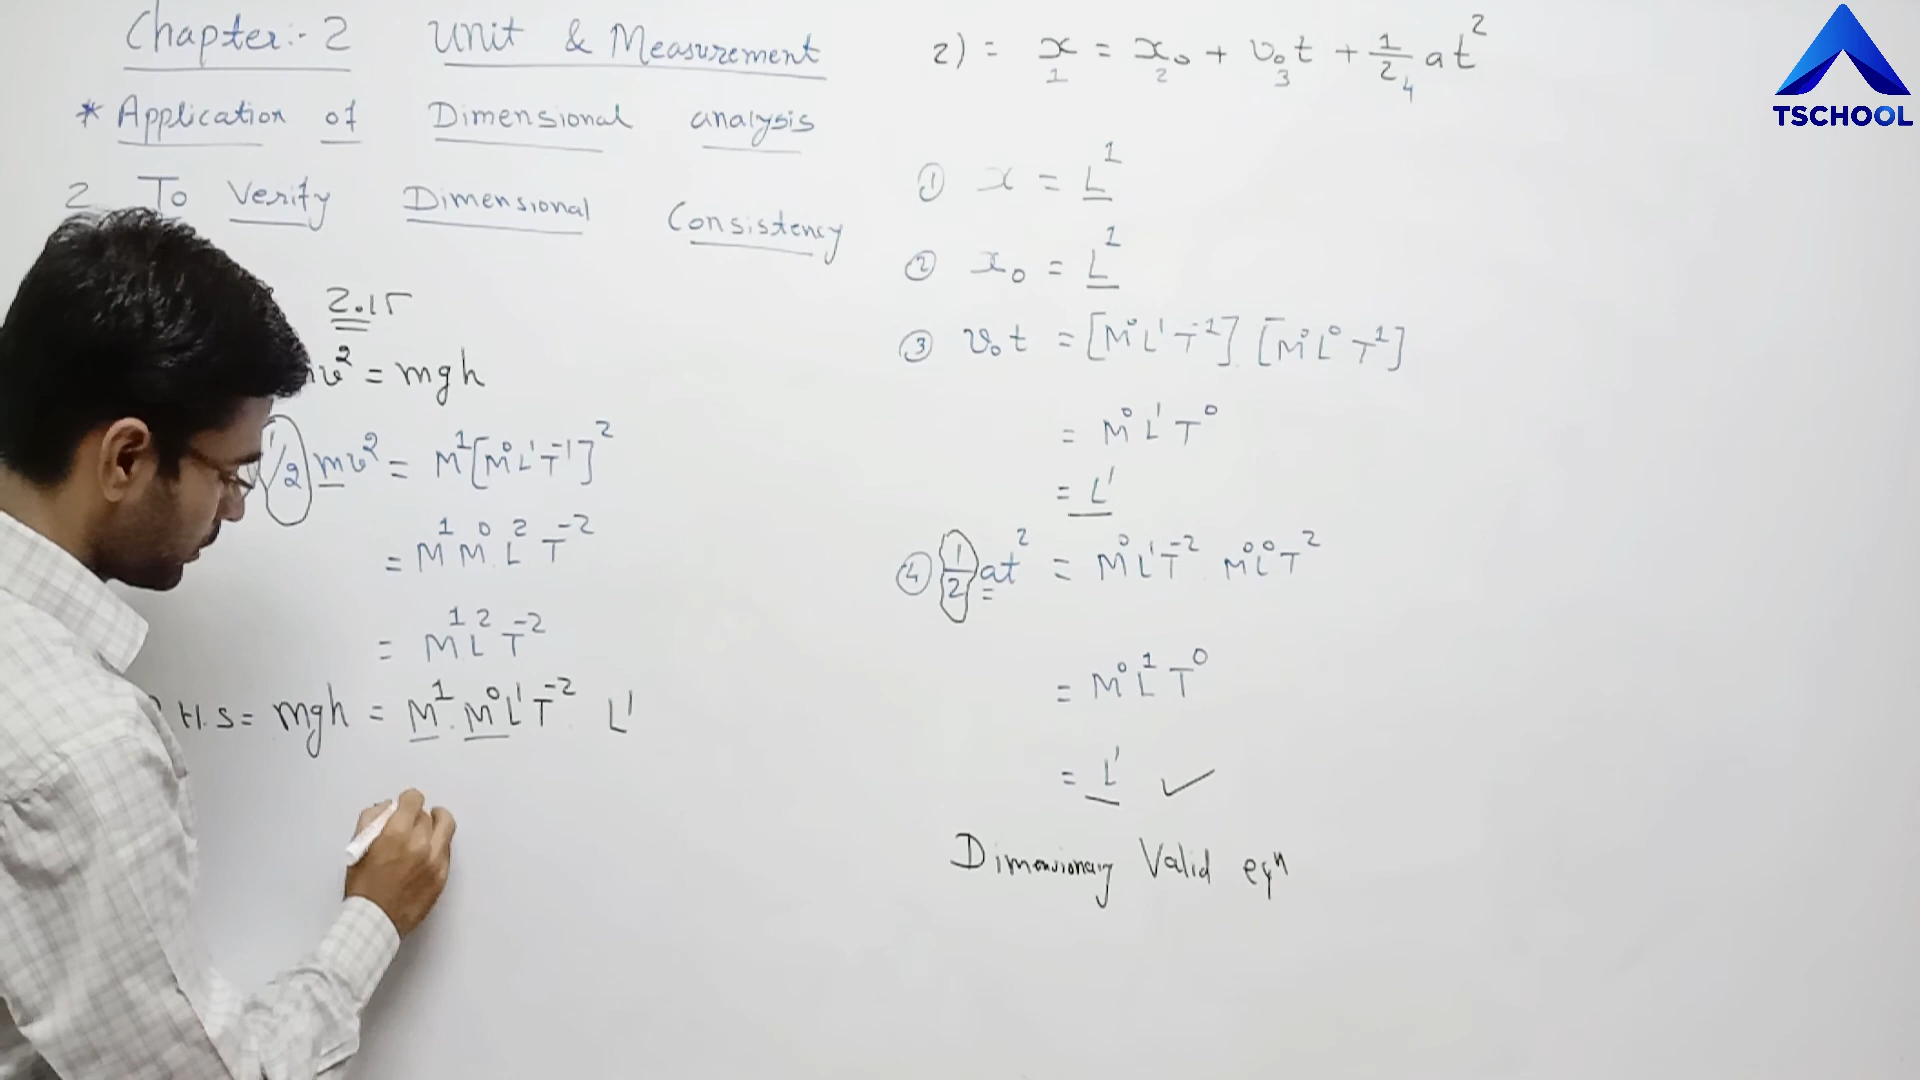 Chapter:- 2 Unit & Measurement
* Application of Dimensional analysis
2 To Verify Dimensional Consistency
2.15
v² = mgh
1/2 mv² = M¹[M⁰L¹T⁻¹]²
= M¹M⁰L²T⁻²
= M¹L²T⁻²
H.S = mgh = M¹.M⁰L¹T⁻² L¹
2) = x = x₀ + v₀t + 1/2 at²
1 2 3 4
① x = L¹
② x₀ = L¹
③ v₀t = [M⁰L¹T⁻¹] [M⁰L⁰T¹]
= M⁰L¹T⁰
= L¹
④ 1/2 at² = M⁰L¹T⁻² M⁰L⁰T²
= M⁰L¹T⁰
= L¹ ✓
Valid eqⁿ
TSCHOOL